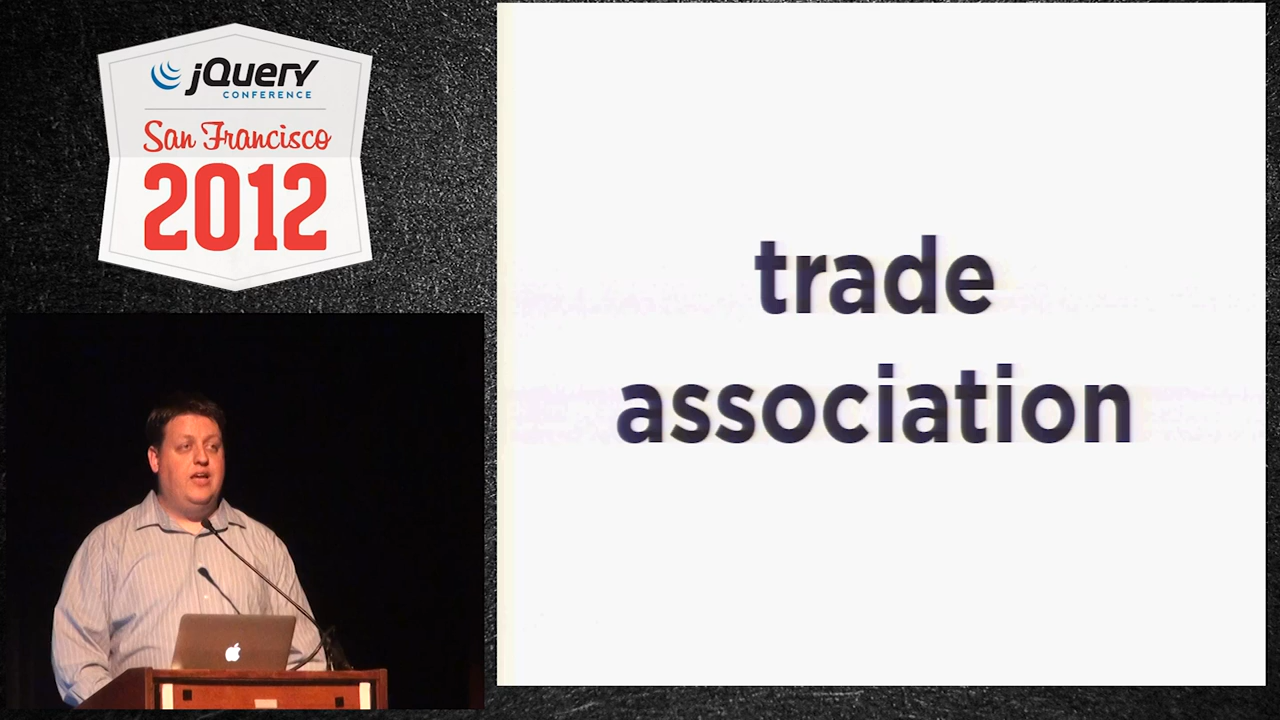 jQuery
CONFERENCE
San Francisco
2012
trade
association